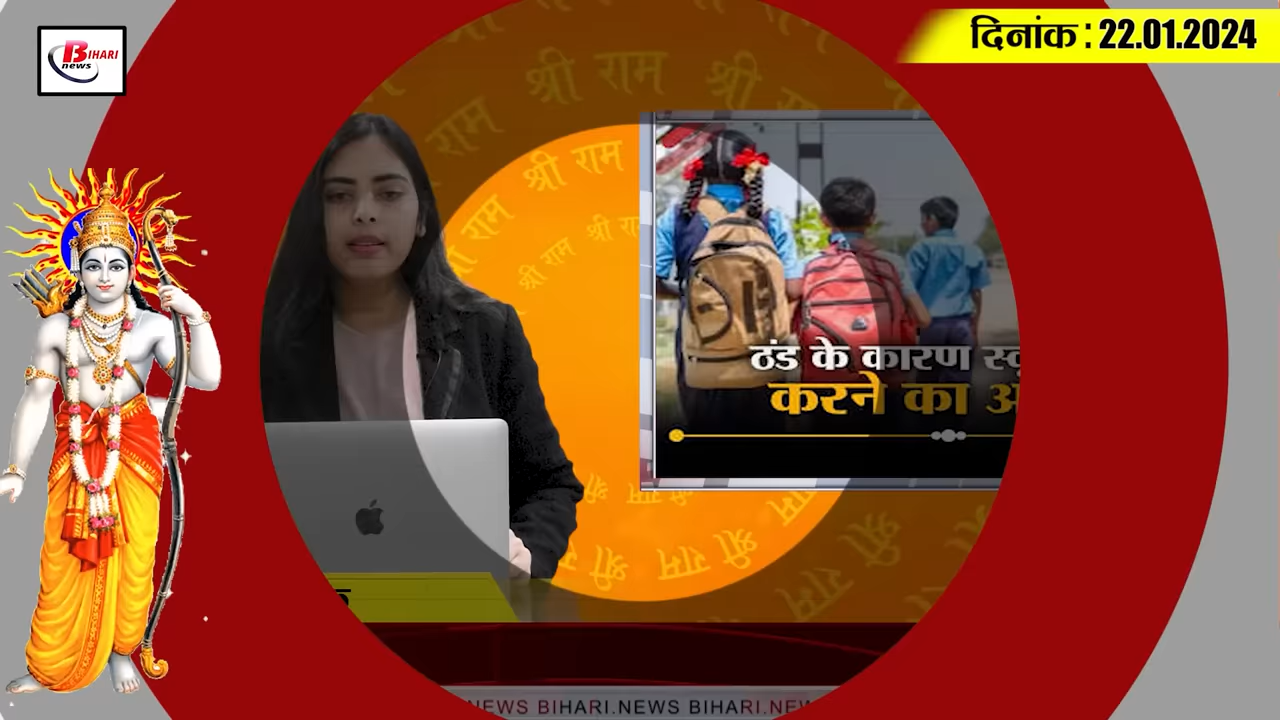 BIHARI
news
दिनांक : 22.01.2024
श्री राम
श्री राम
श्री राम
श्री राम
ठंड के कारण
करने का
NEWS BIHARI.NEWS BIHARI.NEW